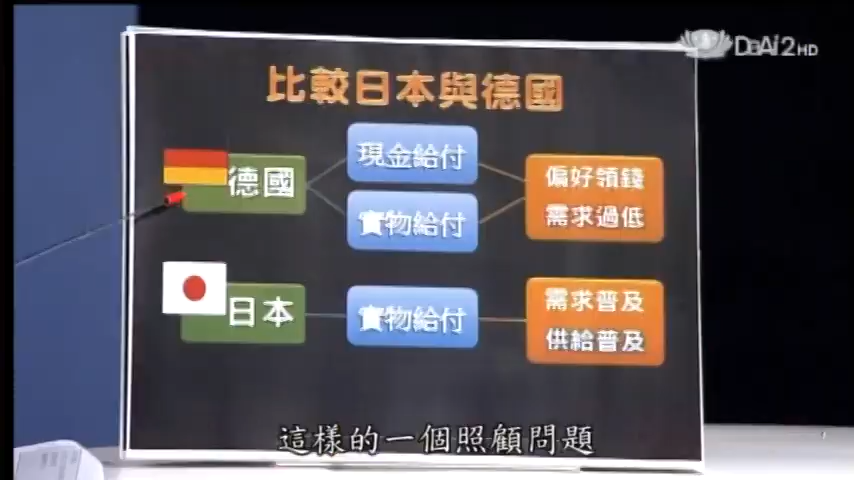 DaAi2HD
比較日本與德國
德國
現金給付
實物給付
偏好領錢
需求過低
日本
實物給付
需求普及
供給普及
這樣的一個照顧問題